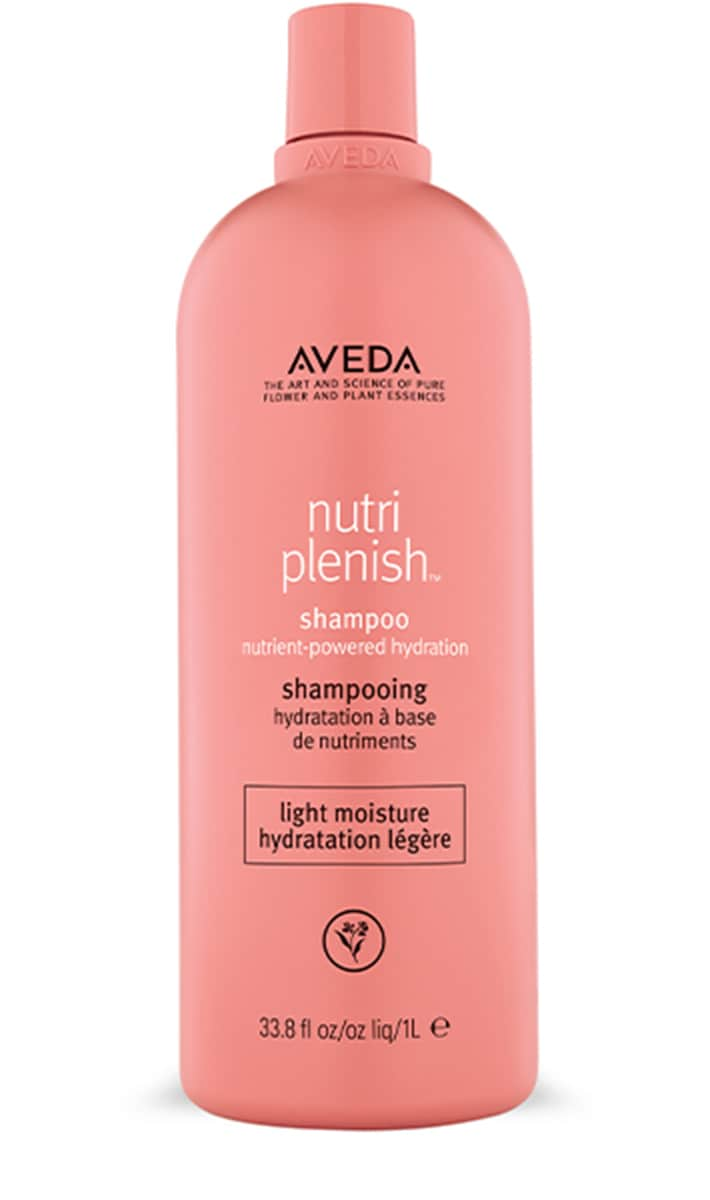 AVEDA
AVEDA
THE ART AND SCIENCE OF PURE
FLOWER AND PLANT ESSENCES
nutri
plenish™
shampoo
nutrient-powered hydration
shampooing
hydratation à base
de nutriments
light moisture
hydratation légère
33.8 fl oz/oz liq/1L ℮